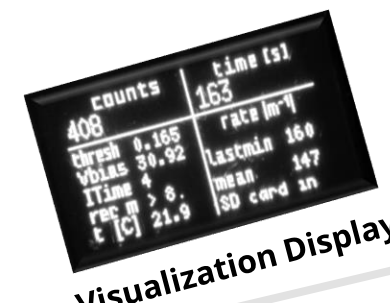 counts
408
time [s]
163
thresh 0.165
Vbias 30.92
ITime 4
rec m > 8.
t [C] 21.9
rate [m⁻¹]
lastmin 160
mean 147
SD card in
Visualization Display